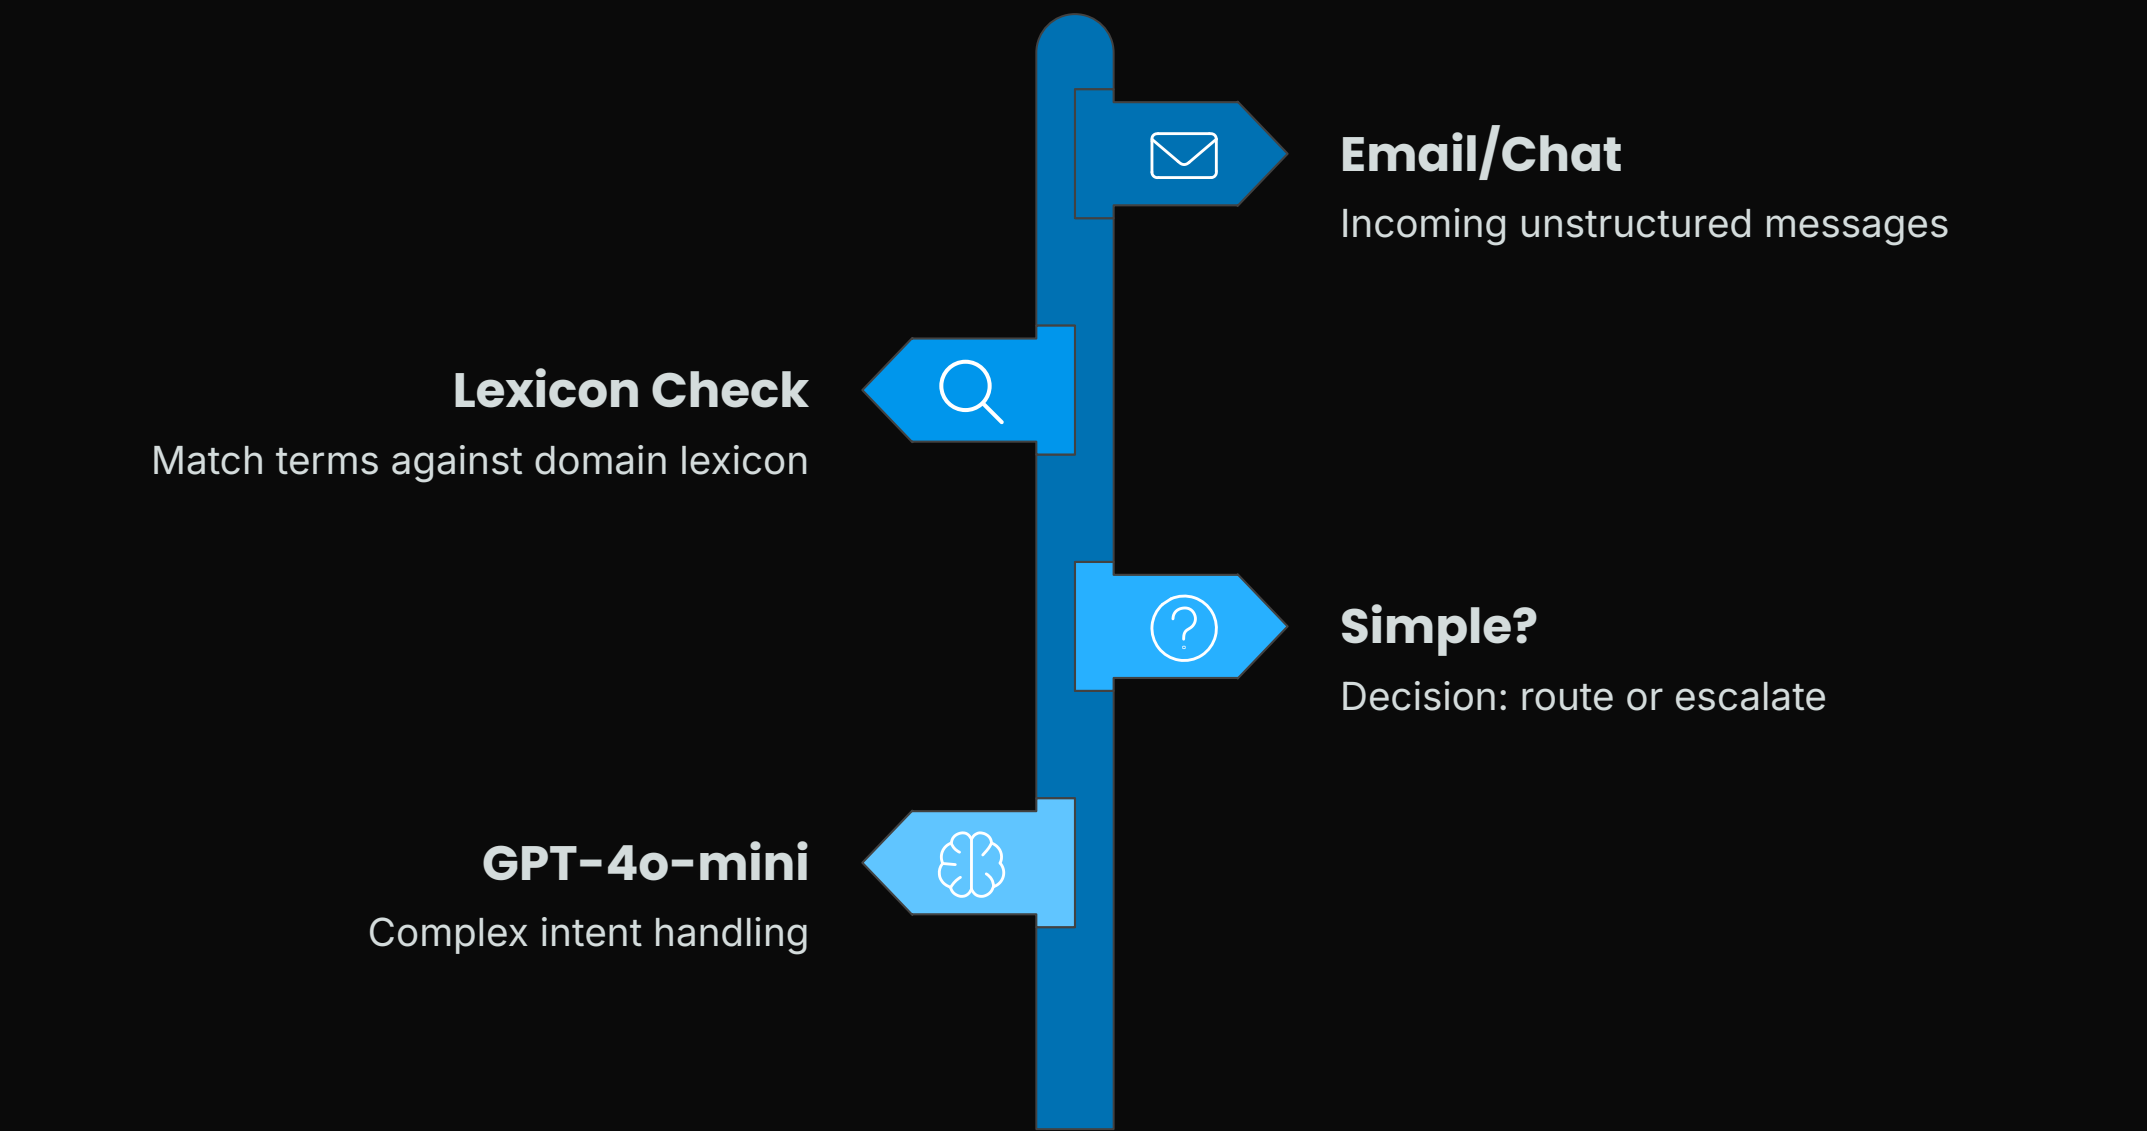 Email/Chat
Incoming unstructured messages
Lexicon Check
Match terms against domain lexicon
Simple?
Decision: route or escalate
GPT-4o-mini
Complex intent handling